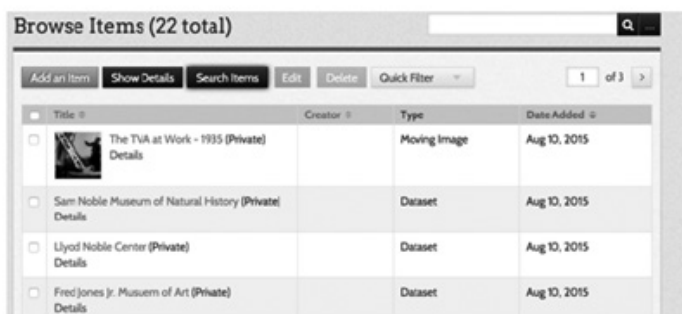 Browse Items (22 total)
...
Add an Item Show Details Search Items Edit Delete Quick Filter 1 of 3 >
Title Creator Type Date Added
The TVA at Work - 1935 (Private) Moving Image Aug 10, 2015
Details
Sam Noble Museum of Natural History (Private) Dataset Aug 10, 2015
Details
Llyod Noble Center (Private) Dataset Aug 10, 2015
Details
Fred Jones Jr. Musuem of Art (Private) Dataset Aug 10, 2015
Details